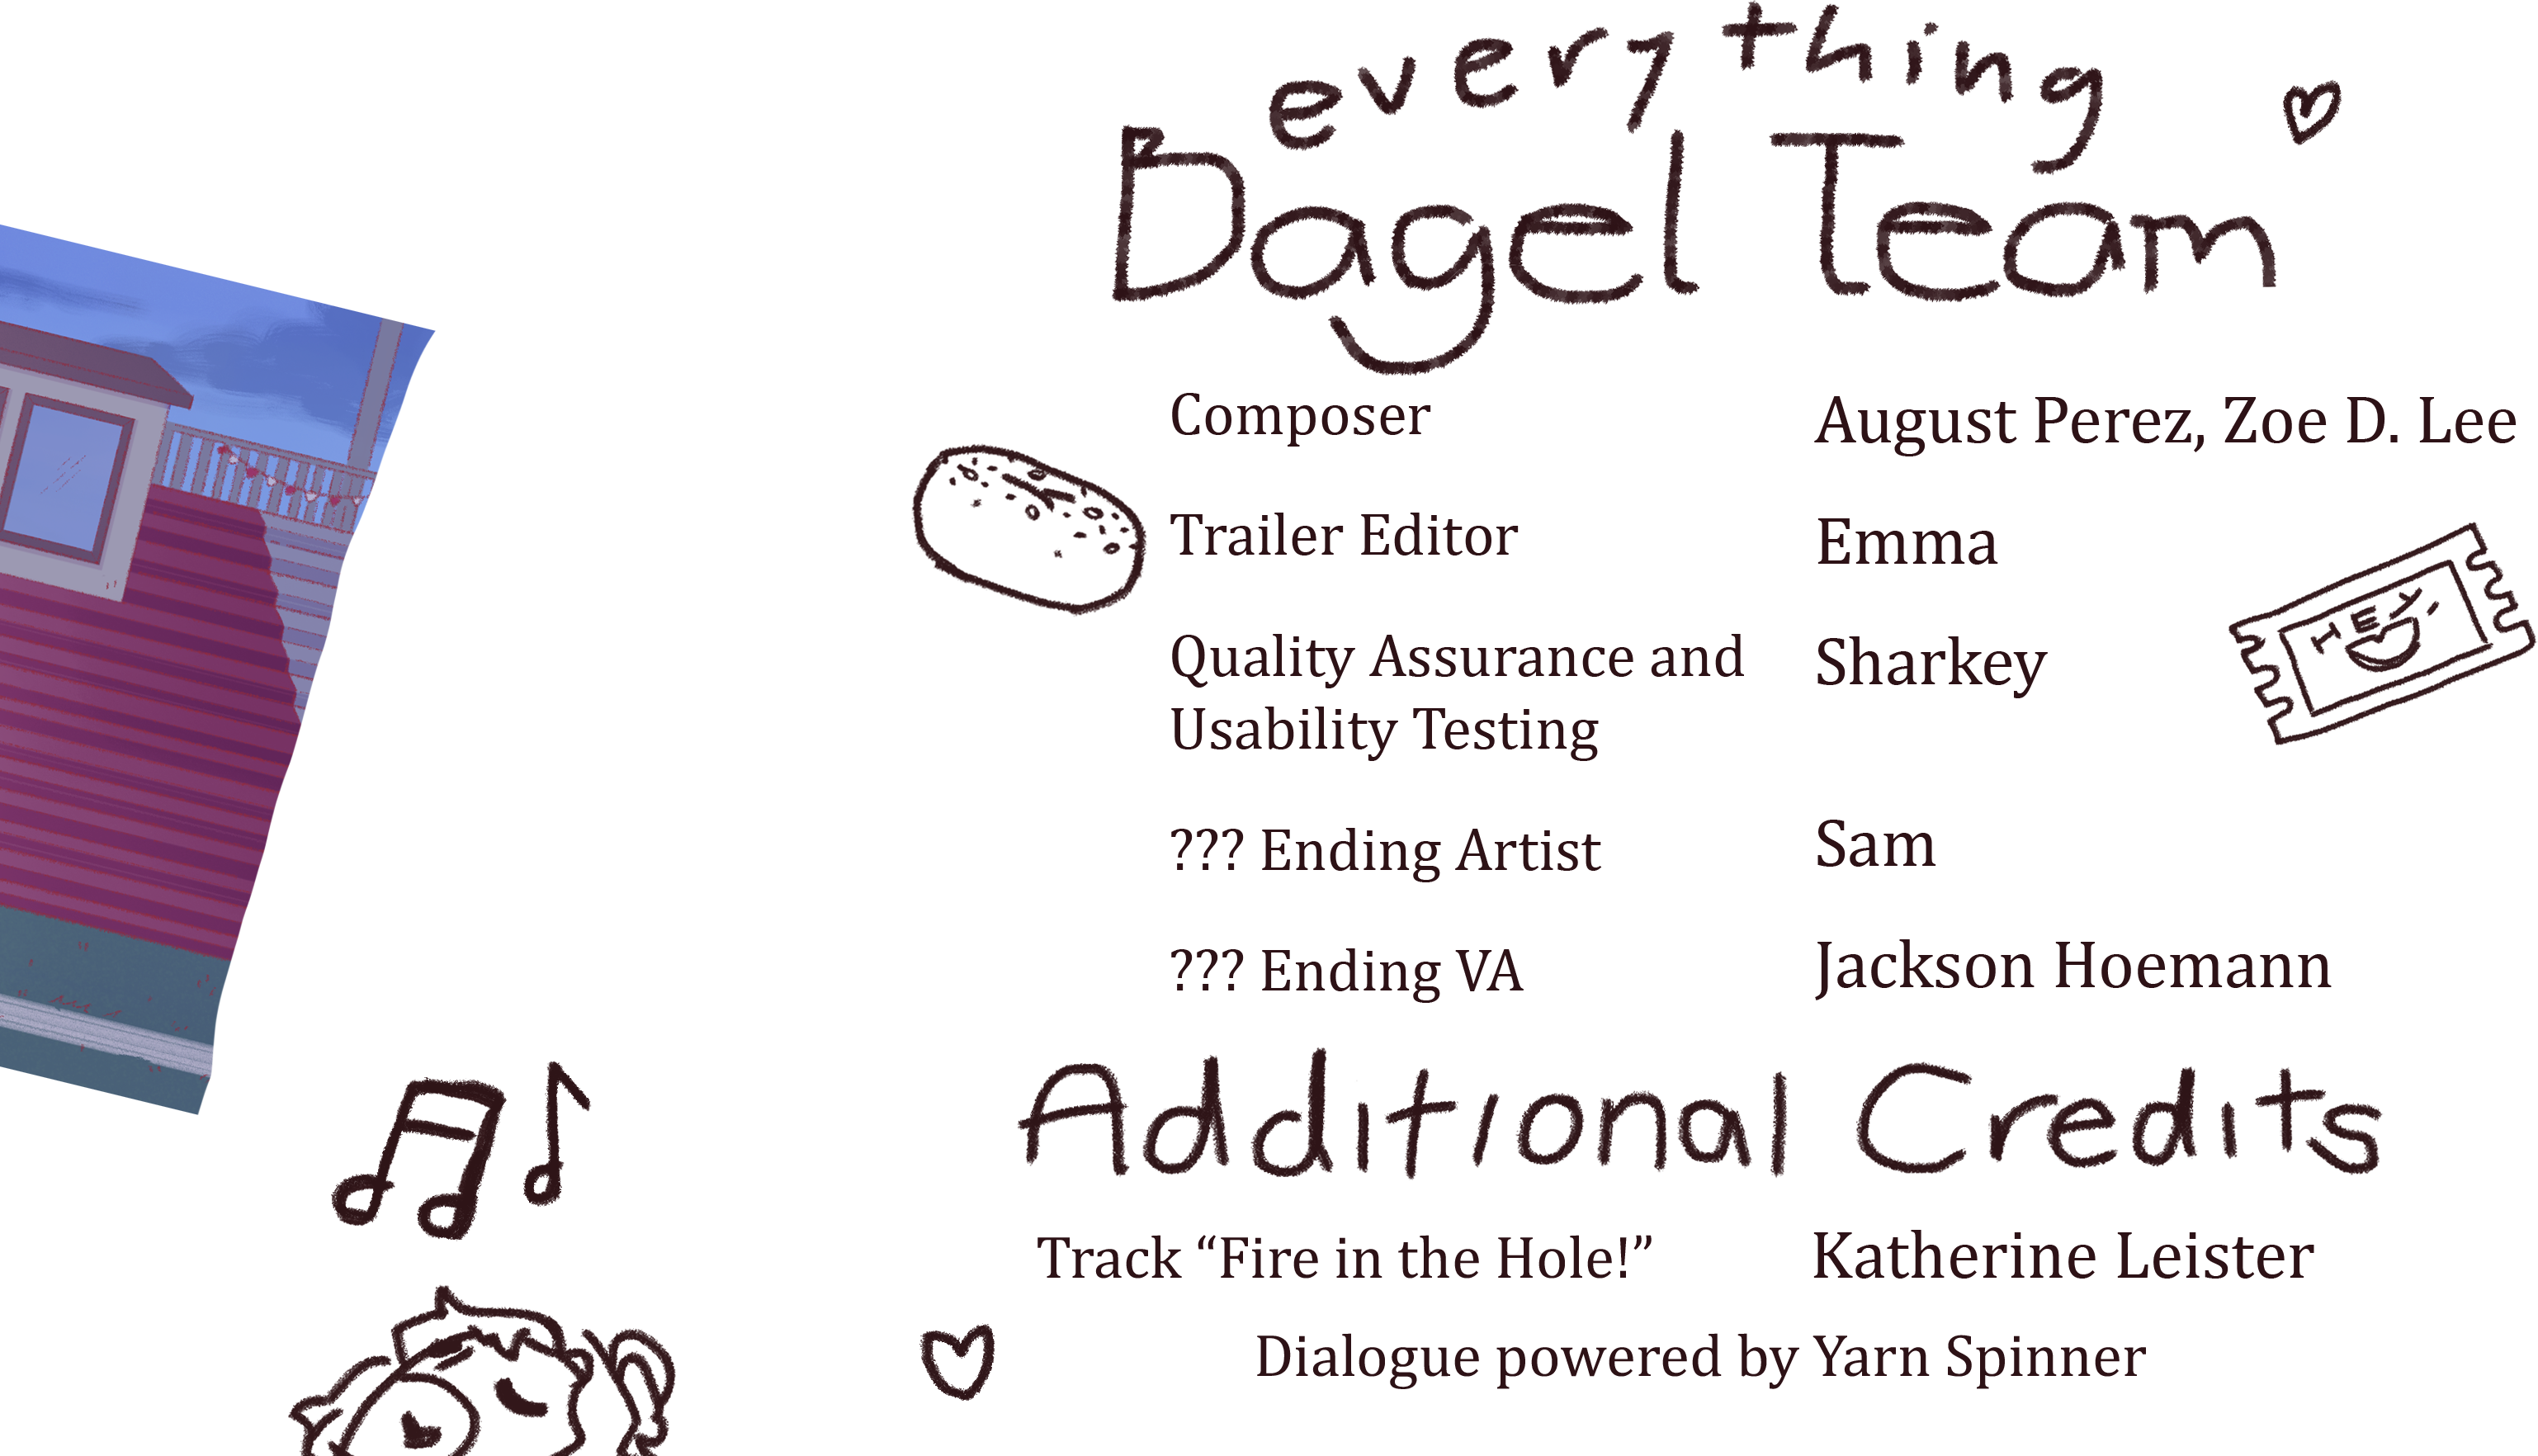 everything
Bagel Team
Composer August Perez, Zoe D. Lee
Trailer Editor Emma
Quality Assurance and Sharkey
Usability Testing
HEY,
??? Ending Artist Sam
??? Ending VA Jackson Hoemann
Additional Credits
Track “Fire in the Hole!” Katherine Leister
Dialogue powered by Yarn Spinner